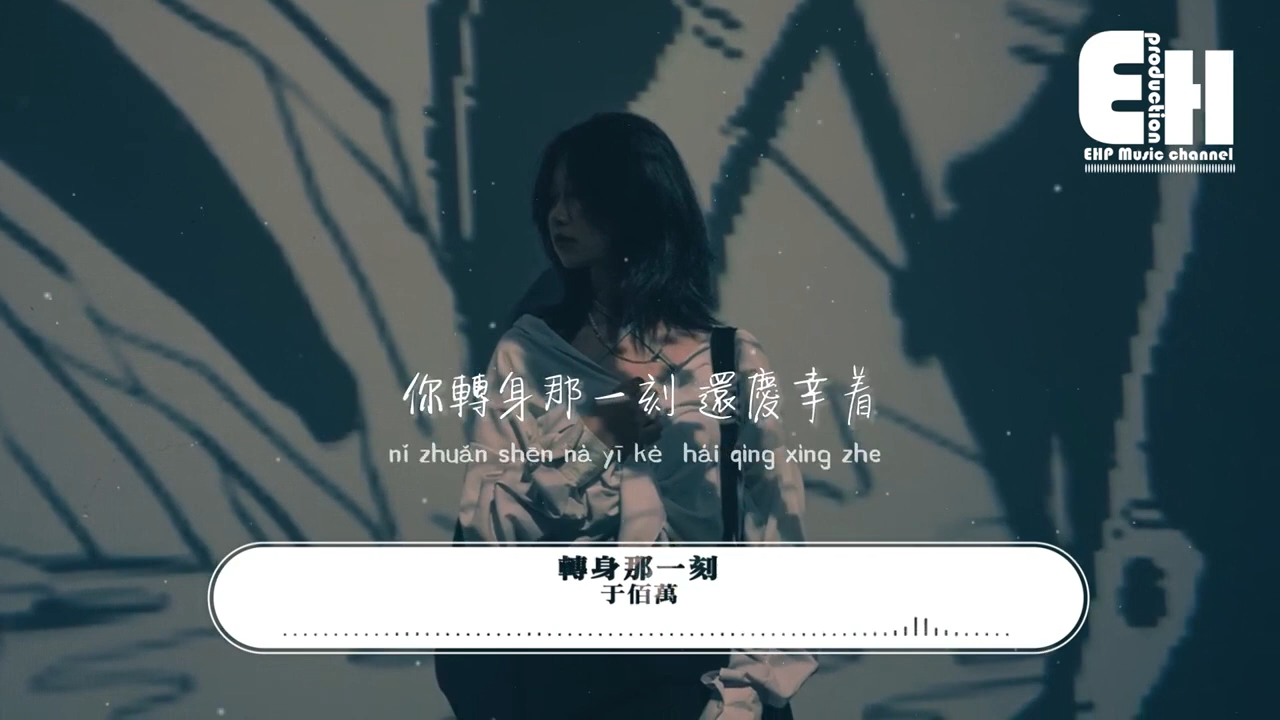 EH
production
EHP Music channel
你轉身那一刻 還慶幸着
nǐ zhuǎn shēn nà yī kè hái qìng xìng zhe
轉身那一刻
于佰萬